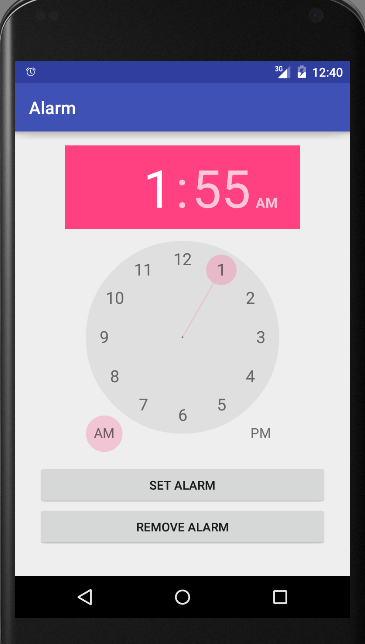 3G 12:40
Alarm
1:55 AM
12
11 1
10 2
9 3
8 4
7 5
6
AM PM
SET ALARM
REMOVE ALARM